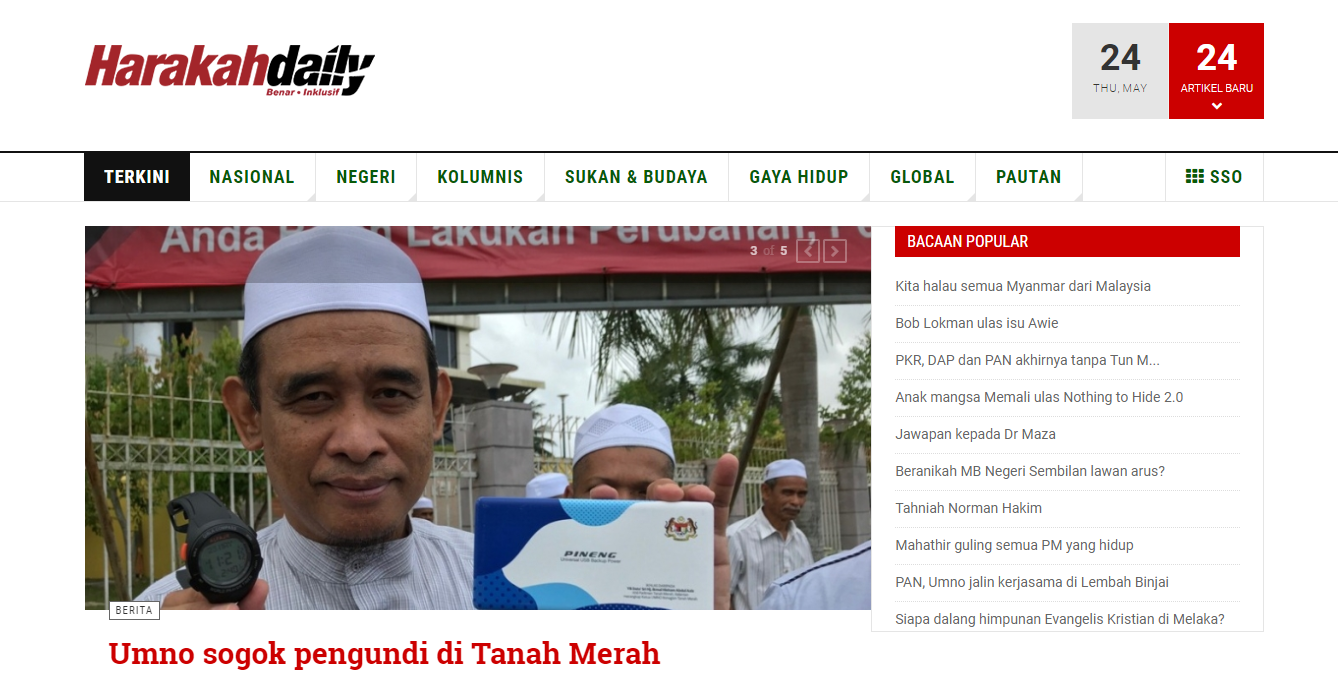 Harakahdaily
Benar • Inklusif
24
THU, MAY
24
ARTIKEL BARU
TERKINI
NASIONAL
NEGERI
KOLUMNIS
SUKAN & BUDAYA
GAYA HIDUP
GLOBAL
PAUTAN
SSO
Anda Lakukan Perubahan,
3 of 5
PINENG
Universal USB Backup Power
BERITA
Umno sogok pengundi di Tanah Merah
BACAAN POPULAR
Kita halau semua Myanmar dari Malaysia
Bob Lokman ulas isu Awie
PKR, DAP dan PAN akhirnya tanpa Tun M...
Anak mangsa Memali ulas Nothing to Hide 2.0
Jawapan kepada Dr Maza
Beranikah MB Negeri Sembilan lawan arus?
Tahniah Norman Hakim
Mahathir guling semua PM yang hidup
PAN, Umno jalin kerjasama di Lembah Binjai
Siapa dalang himpunan Evangelis Kristian di Melaka?